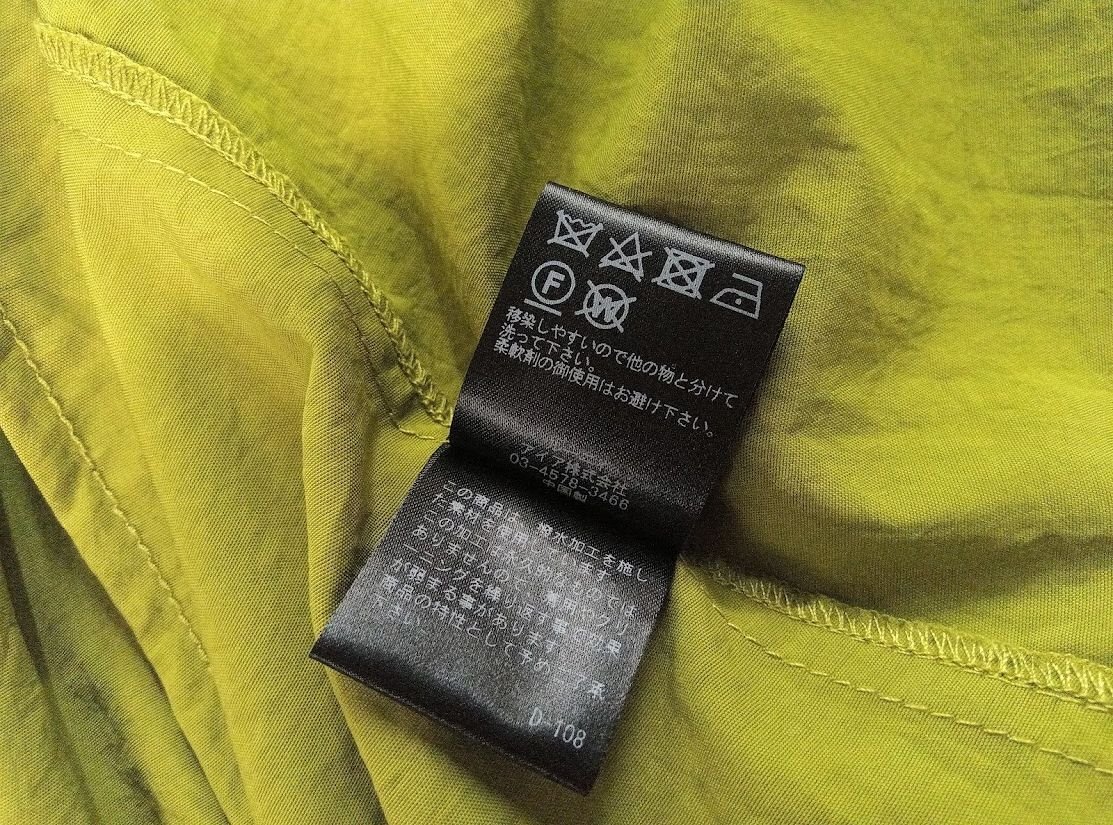 F
W
移染しやすいので他の物と分けて
洗って下さい。
柔軟剤の御使用はお避け下さい。
ティア株式会社
03-4578-3466
中国製
この商品は、撥水加工を施し
た素材を使用しています
この加工は永久的なものでは
ありませんので、着用やクリ
ーニングを繰り返す事で効果
が弱まる事があります
商品の特性として予めご了承
下さい
D-108